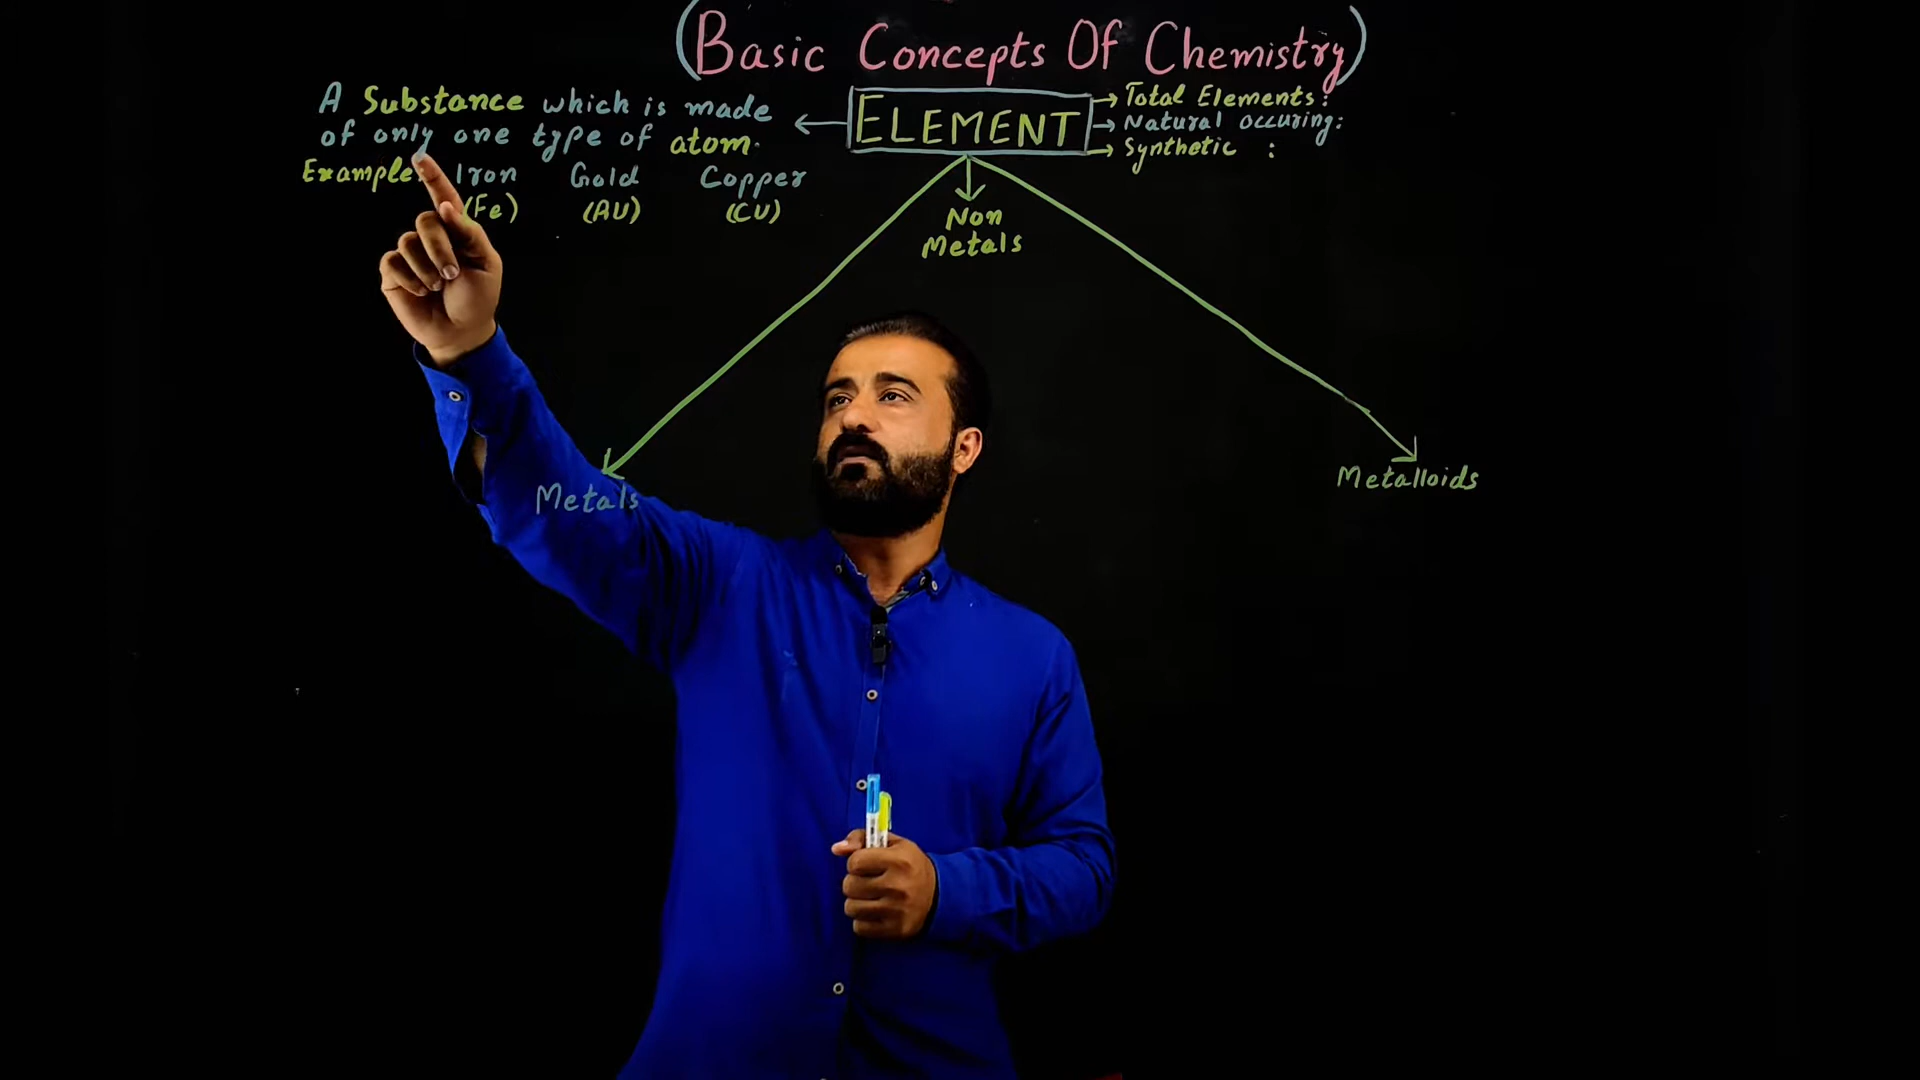 (Basic Concepts Of Chemistry)
A Substance which is made
of only one type of atom.
Example: Iron Gold Copper
(Fe) (AU) (CU)
ELEMENT
Total Elements:
Natural occuring:
Synthetic :
Non
Metals
Metals
Metalloids